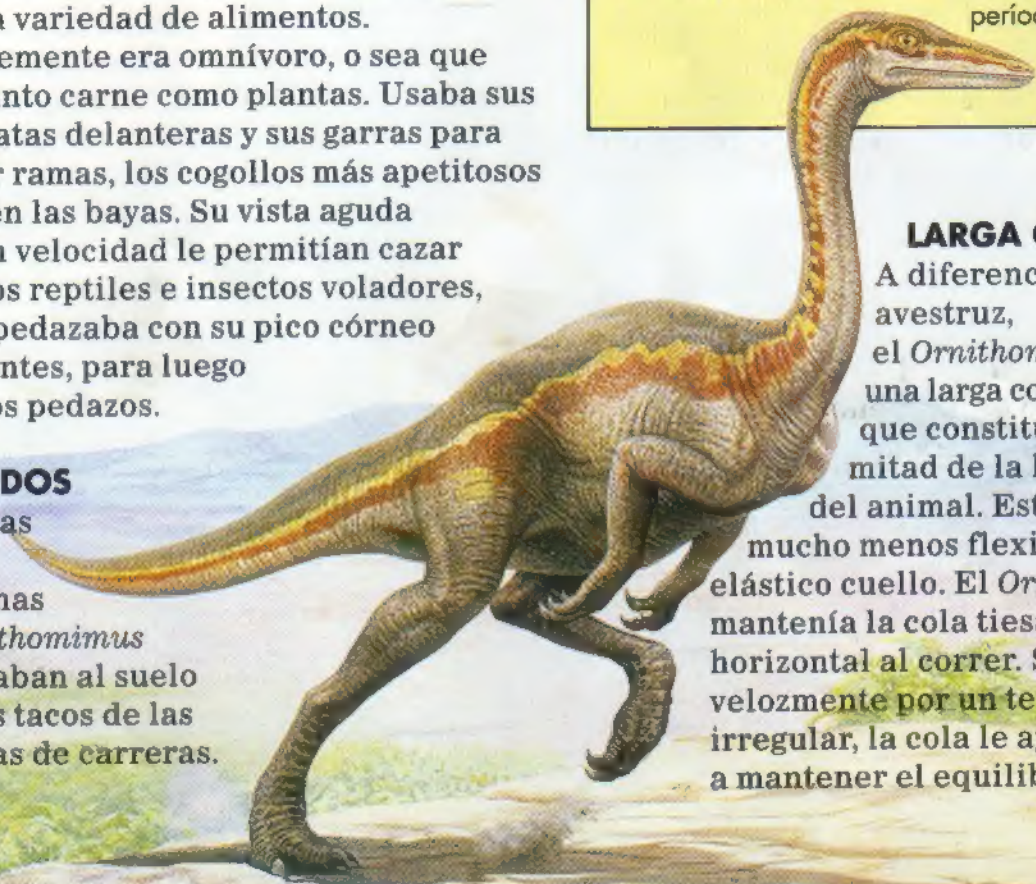 variedad de alimentos.
emente era omnívoro, o sea que
nto carne como plantas. Usaba sus
atas delanteras y sus garras para
r ramas, los cogollos más apetitosos
en las bayas. Su vista aguda
velocidad le permitían cazar
os reptiles e insectos voladores,
pedazaba con su pico córneo
ntes, para luego
os pedazos.
DOS
as
nas
thomimus
aban al suelo
s tacos de las
as de carreras.
períod
LARGA
A diferenc
avestruz,
el Ornithon
una larga co
que constitu
mitad de la
del animal. Est
mucho menos flexi
elástico cuello. El Or
mantenía la cola ties
horizontal al correr.
velozmente por un te
irregular, la cola le a
a mantener el equilib